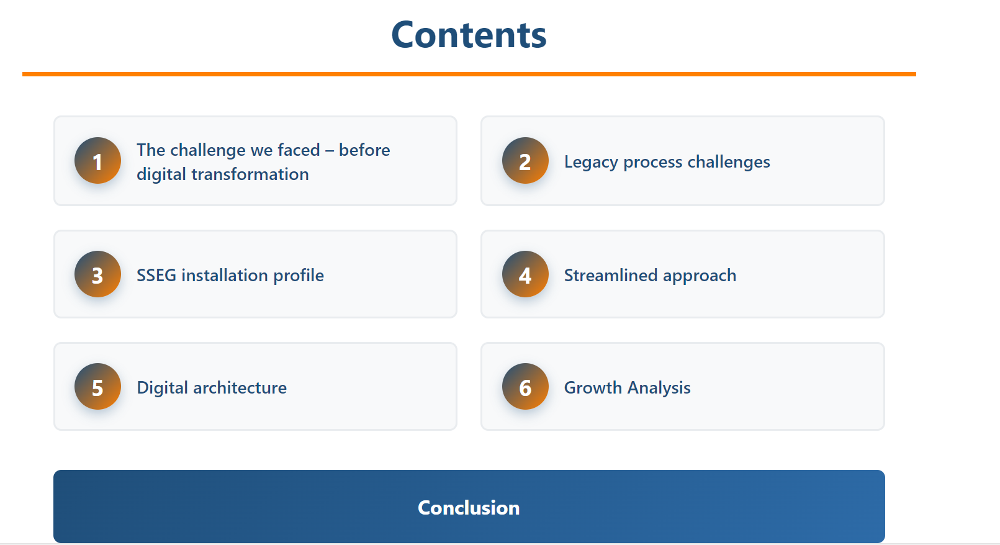 Contents
1
The challenge we faced – before
digital transformation
2
Legacy process challenges
3
SSEG installation profile
4
Streamlined approach
5
Digital architecture
6
Growth Analysis
Conclusion